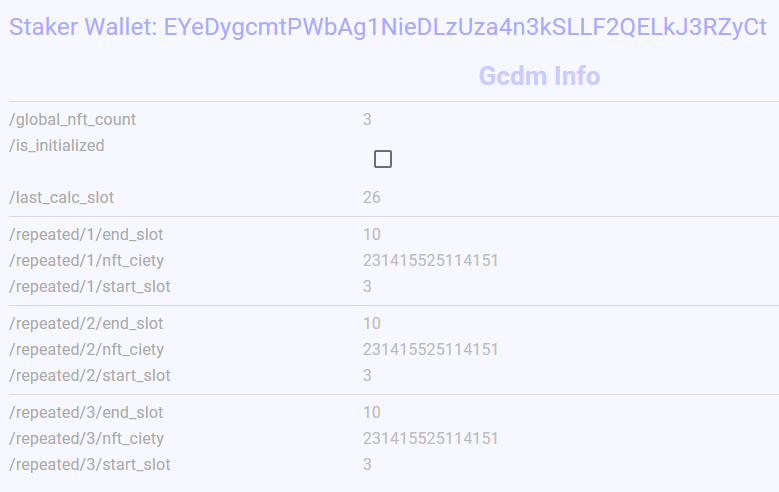 Staker Wallet: EYeDygcmtPWbAg1NieDLzUza4n3kSLLF2QELkJ3RZyCt
Gcdm Info
/global_nft_count 3
/is_initialized
/last_calc_slot 26
/repeated/1/end_slot 10
/repeated/1/nft_ciety 231415525114151
/repeated/1/start_slot 3
/repeated/2/end_slot 10
/repeated/2/nft_ciety 231415525114151
/repeated/2/start_slot 3
/repeated/3/end_slot 10
/repeated/3/nft_ciety 231415525114151
/repeated/3/start_slot 3